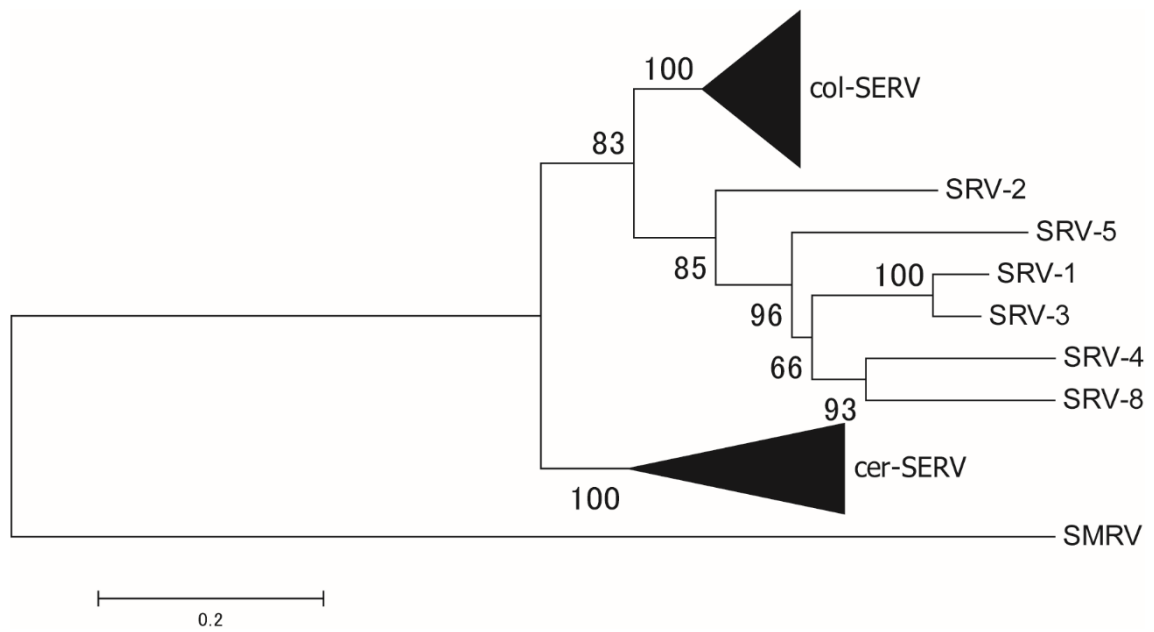 100
col-SERV
83
SRV-2
SRV-5
85
100
SRV-1
96
SRV-3
66
SRV-4
93
SRV-8
cer-SERV
100
SMRV
0.2